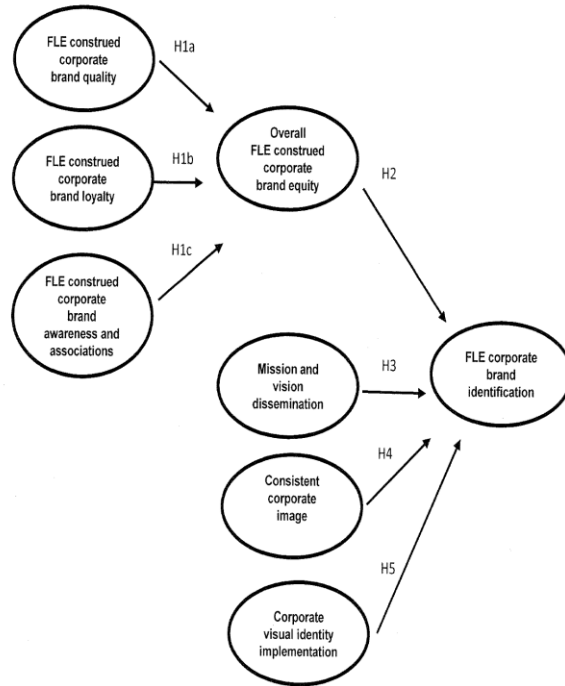 FLE construed
corporate
brand quality
H1a
FLE construed
corporate
brand loyalty
H1b
FLE construed
corporate
brand
awareness and
associations
H1c
Overall
FLE construed
corporate
brand equity
H2
Mission and
vision
dissemination
H3
Consistent
corporate
image
H4
Corporate
visual identity
implementation
H5
FLE corporate
brand
identification